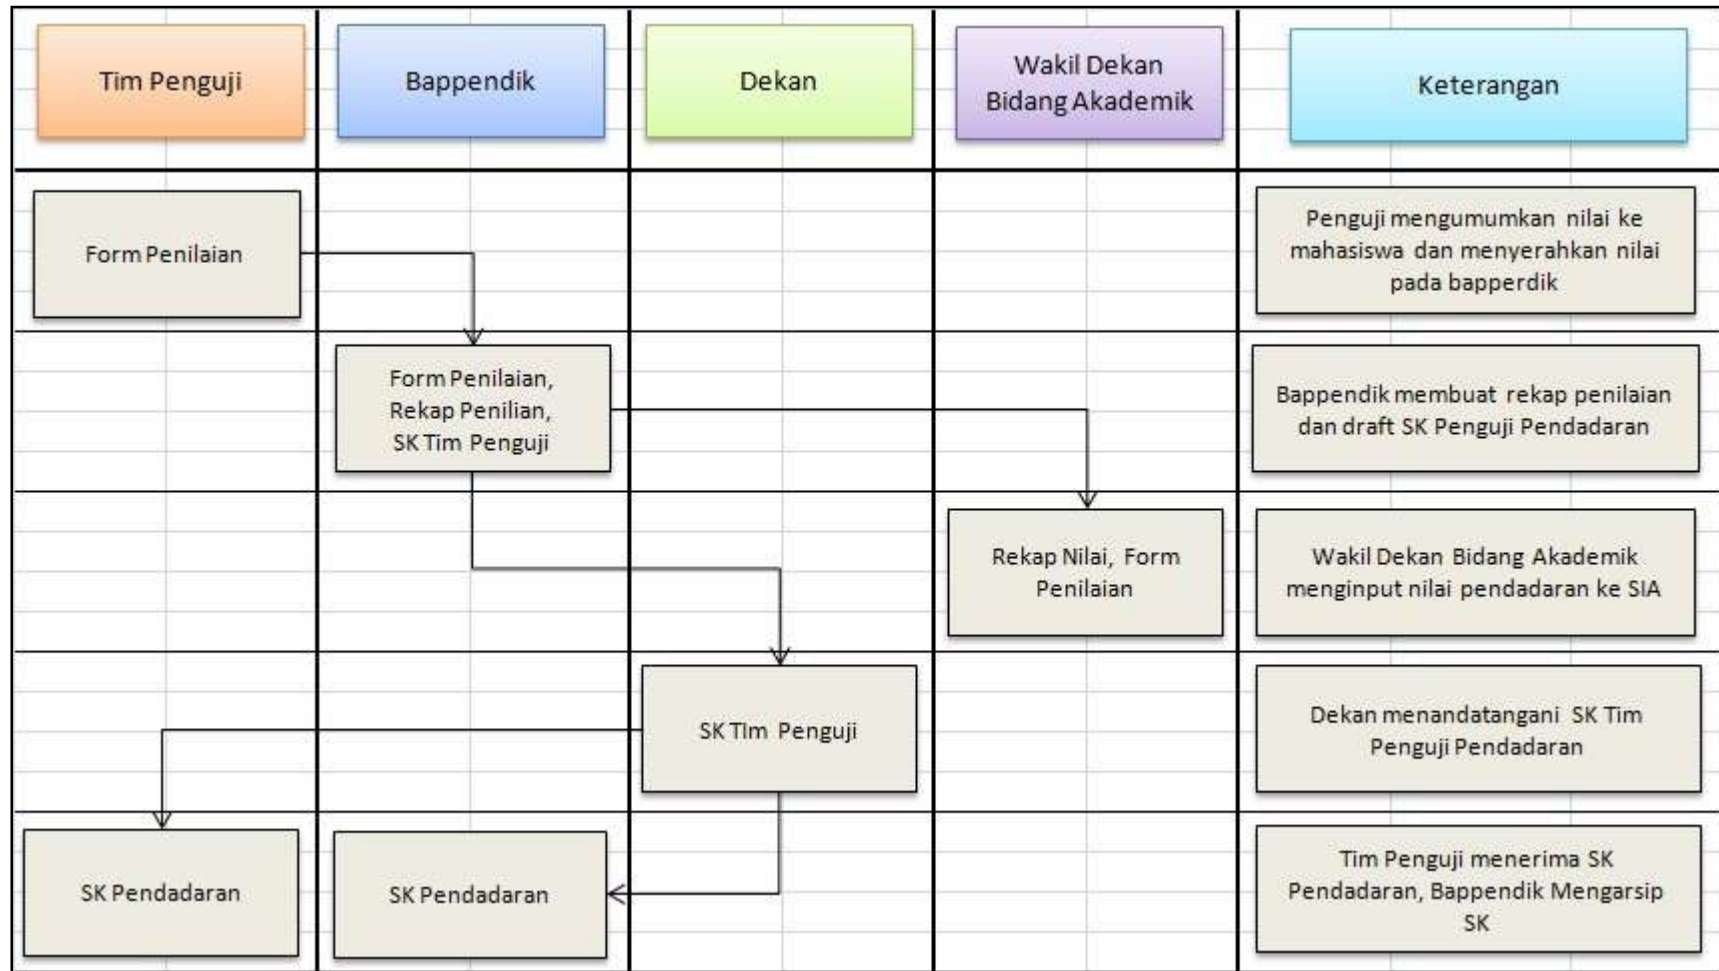 Tim Penguji
Bappendik
Dekan
Wakil Dekan
Bidang Akademik
Keterangan
Form Penilaian
Penguji mengumumkan nilai ke
mahasiswa dan menyerahkan nilai
pada bapperdik
Form Penilaian,
Rekap Penilian,
SK Tim Penguji
Bappendik membuat rekap penilaian
dan draft SK Penguji Pendadaran
Rekap Nilai, Form
Penilaian
Wakil Dekan Bidang Akademik
menginput nilai pendadaran ke SIA
SK TIm Penguji
Dekan menandatangani SK Tim
Penguji Pendadaran
SK Pendadaran
SK Pendadaran
Tim Penguji menerima SK
Pendadaran, Bappendik Mengarsip
SK